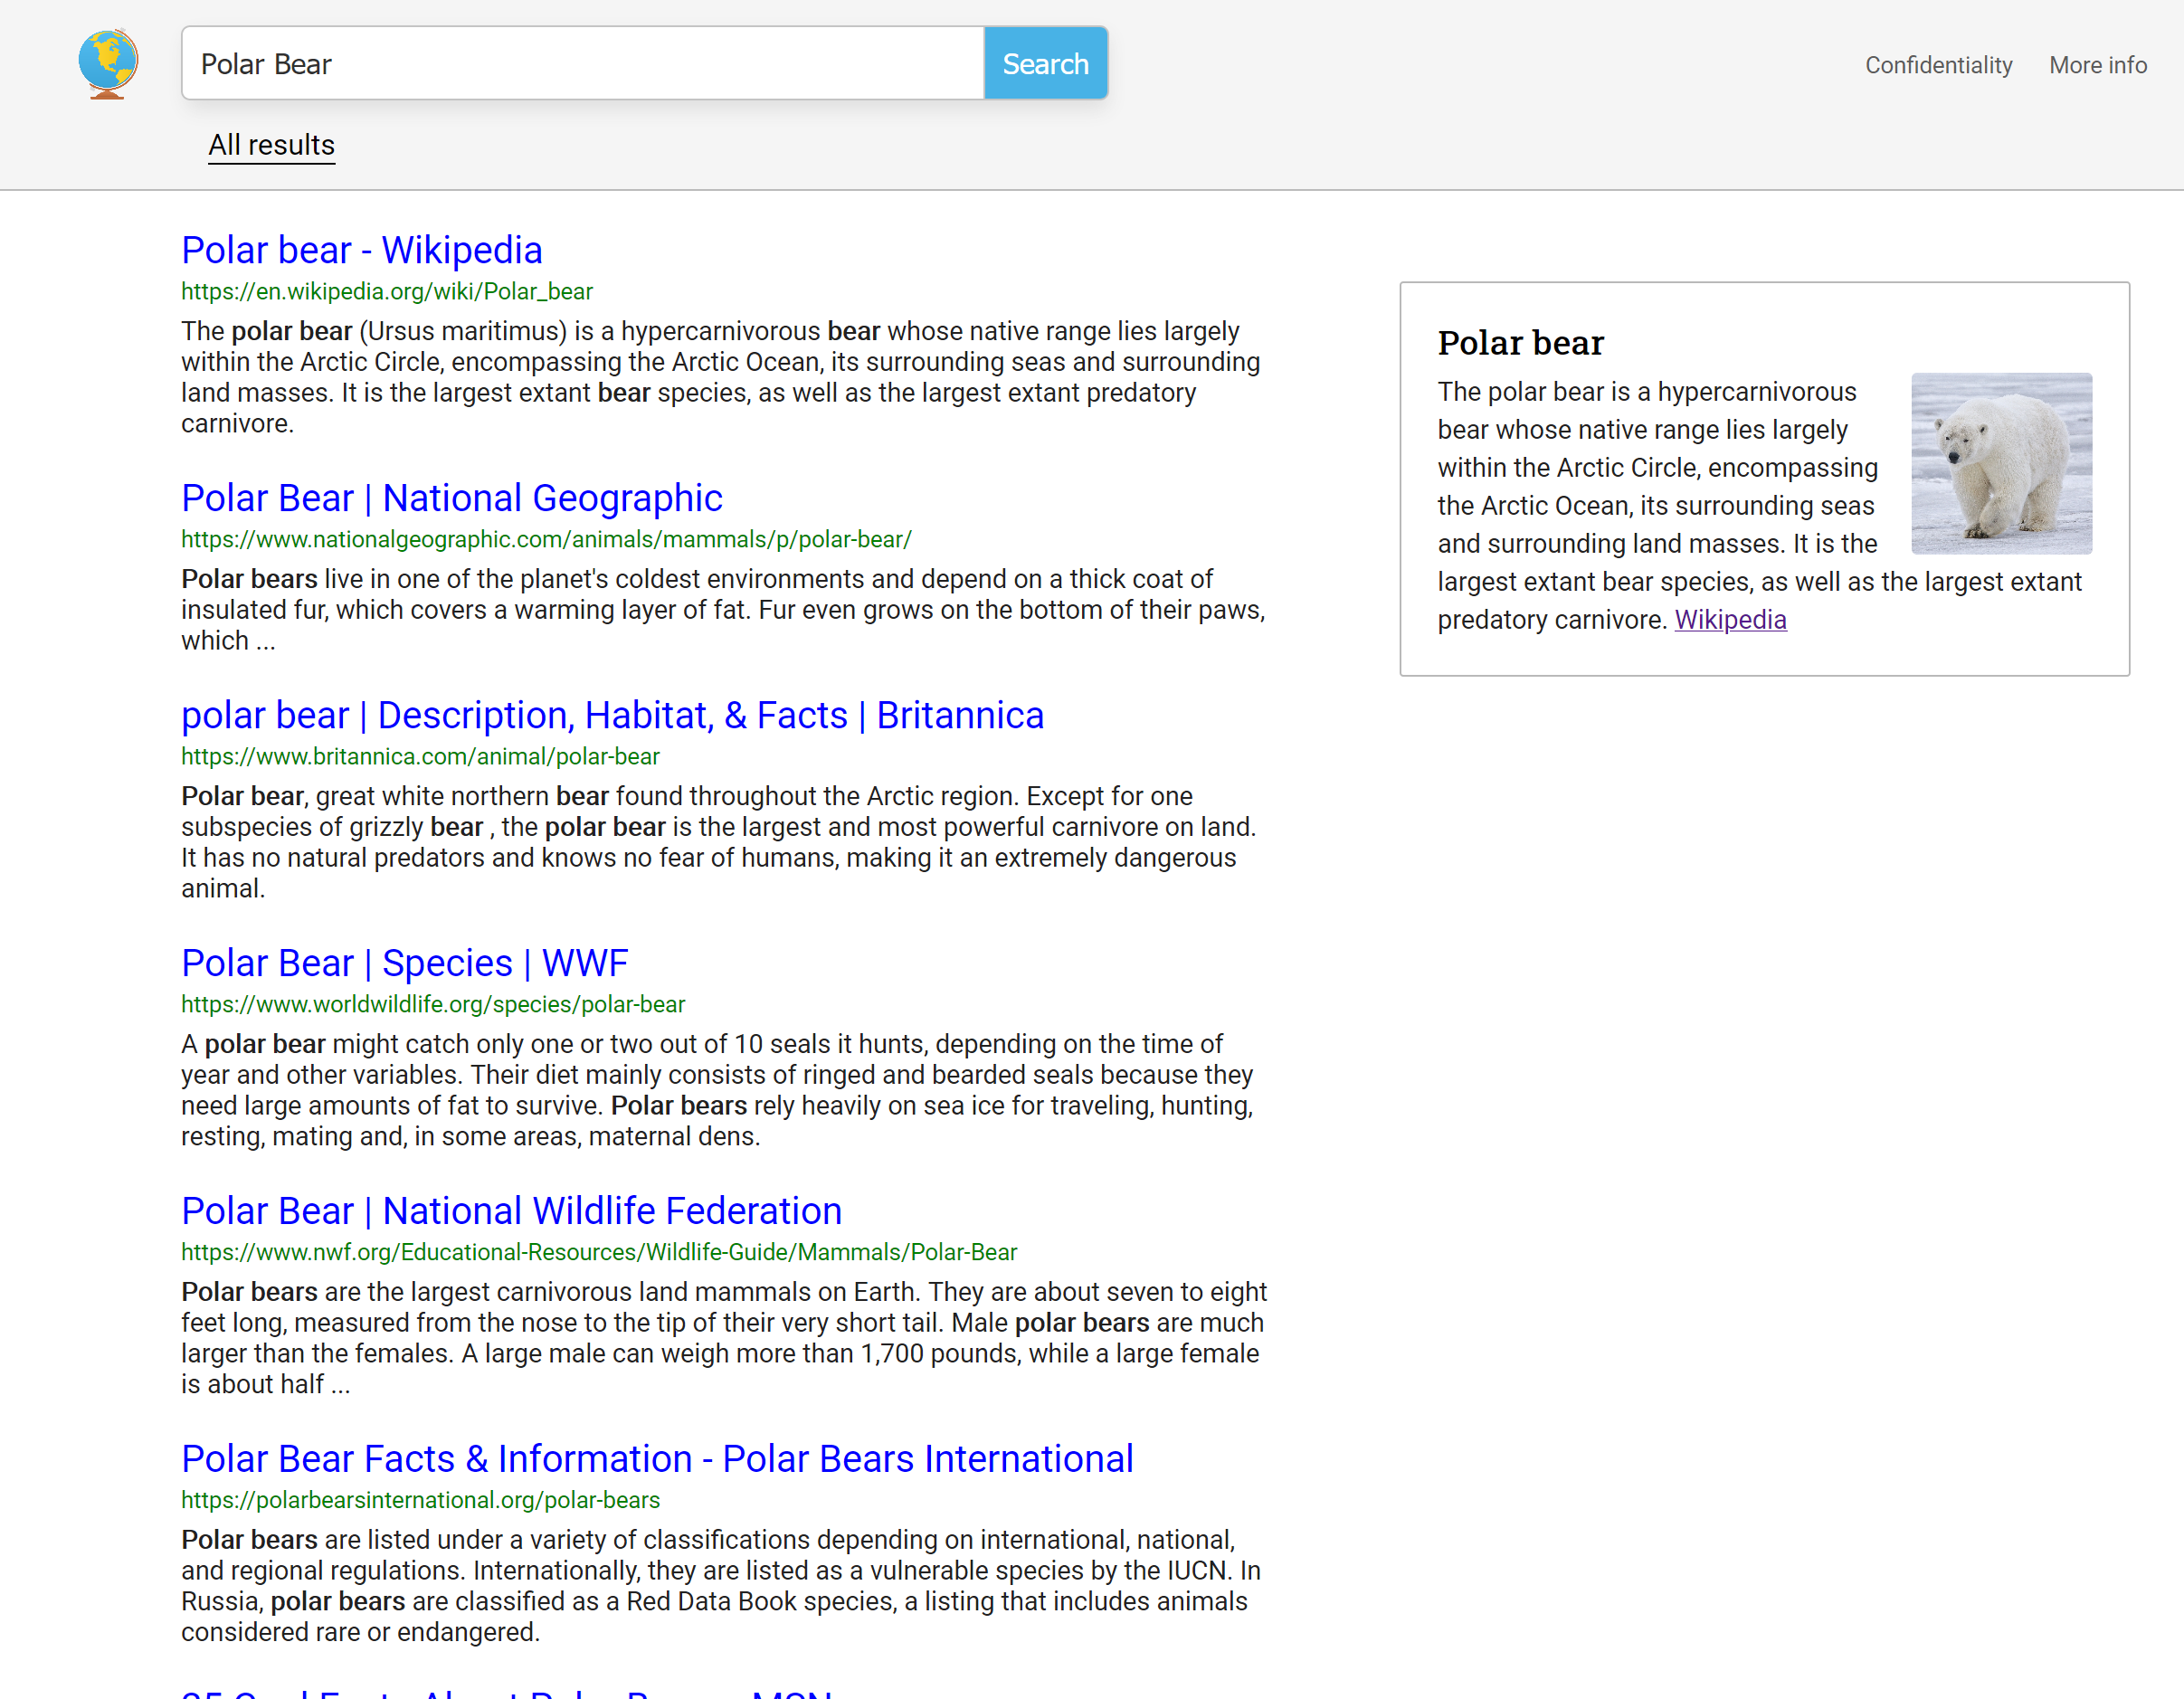 Polar Bear
Search
Confidentiality
More info
All results
Polar bear - Wikipedia
https://en.wikipedia.org/wiki/Polar_bear
The polar bear (Ursus maritimus) is a hypercarnivorous bear whose native range lies largely
within the Arctic Circle, encompassing the Arctic Ocean, its surrounding seas and surrounding
land masses. It is the largest extant bear species, as well as the largest extant predatory
carnivore.
Polar Bear | National Geographic
https://www.nationalgeographic.com/animals/mammals/p/polar-bear/
Polar bears live in one of the planet's coldest environments and depend on a thick coat of
insulated fur, which covers a warming layer of fat. Fur even grows on the bottom of their paws,
which ...
polar bear | Description, Habitat, & Facts | Britannica
https://www.britannica.com/animal/polar-bear
Polar bear, great white northern bear found throughout the Arctic region. Except for one
subspecies of grizzly bear , the polar bear is the largest and most powerful carnivore on land.
It has no natural predators and knows no fear of humans, making it an extremely dangerous
animal.
Polar Bear | Species | WWF
https://www.worldwildlife.org/species/polar-bear
A polar bear might catch only one or two out of 10 seals it hunts, depending on the time of
year and other variables. Their diet mainly consists of ringed and bearded seals because they
need large amounts of fat to survive. Polar bears rely heavily on sea ice for traveling, hunting,
resting, mating and, in some areas, maternal dens.
Polar Bear | National Wildlife Federation
https://www.nwf.org/Educational-Resources/Wildlife-Guide/Mammals/Polar-Bear
Polar bears are the largest carnivorous land mammals on Earth. They are about seven to eight
feet long, measured from the nose to the tip of their very short tail. Male polar bears are much
larger than the females. A large male can weigh more than 1,700 pounds, while a large female
is about half ...
Polar Bear Facts & Information - Polar Bears International
https://polarbearsinternational.org/polar-bears
Polar bears are listed under a variety of classifications depending on international, national,
and regional regulations. Internationally, they are listed as a vulnerable species by the IUCN. In
Russia, polar bears are classified as a Red Data Book species, a listing that includes animals
considered rare or endangered.
Polar bear
The polar bear is a hypercarnivorous
bear whose native range lies largely
within the Arctic Circle, encompassing
the Arctic Ocean, its surrounding seas
and surrounding land masses. It is the
largest extant bear species, as well as the largest extant
predatory carnivore. Wikipedia